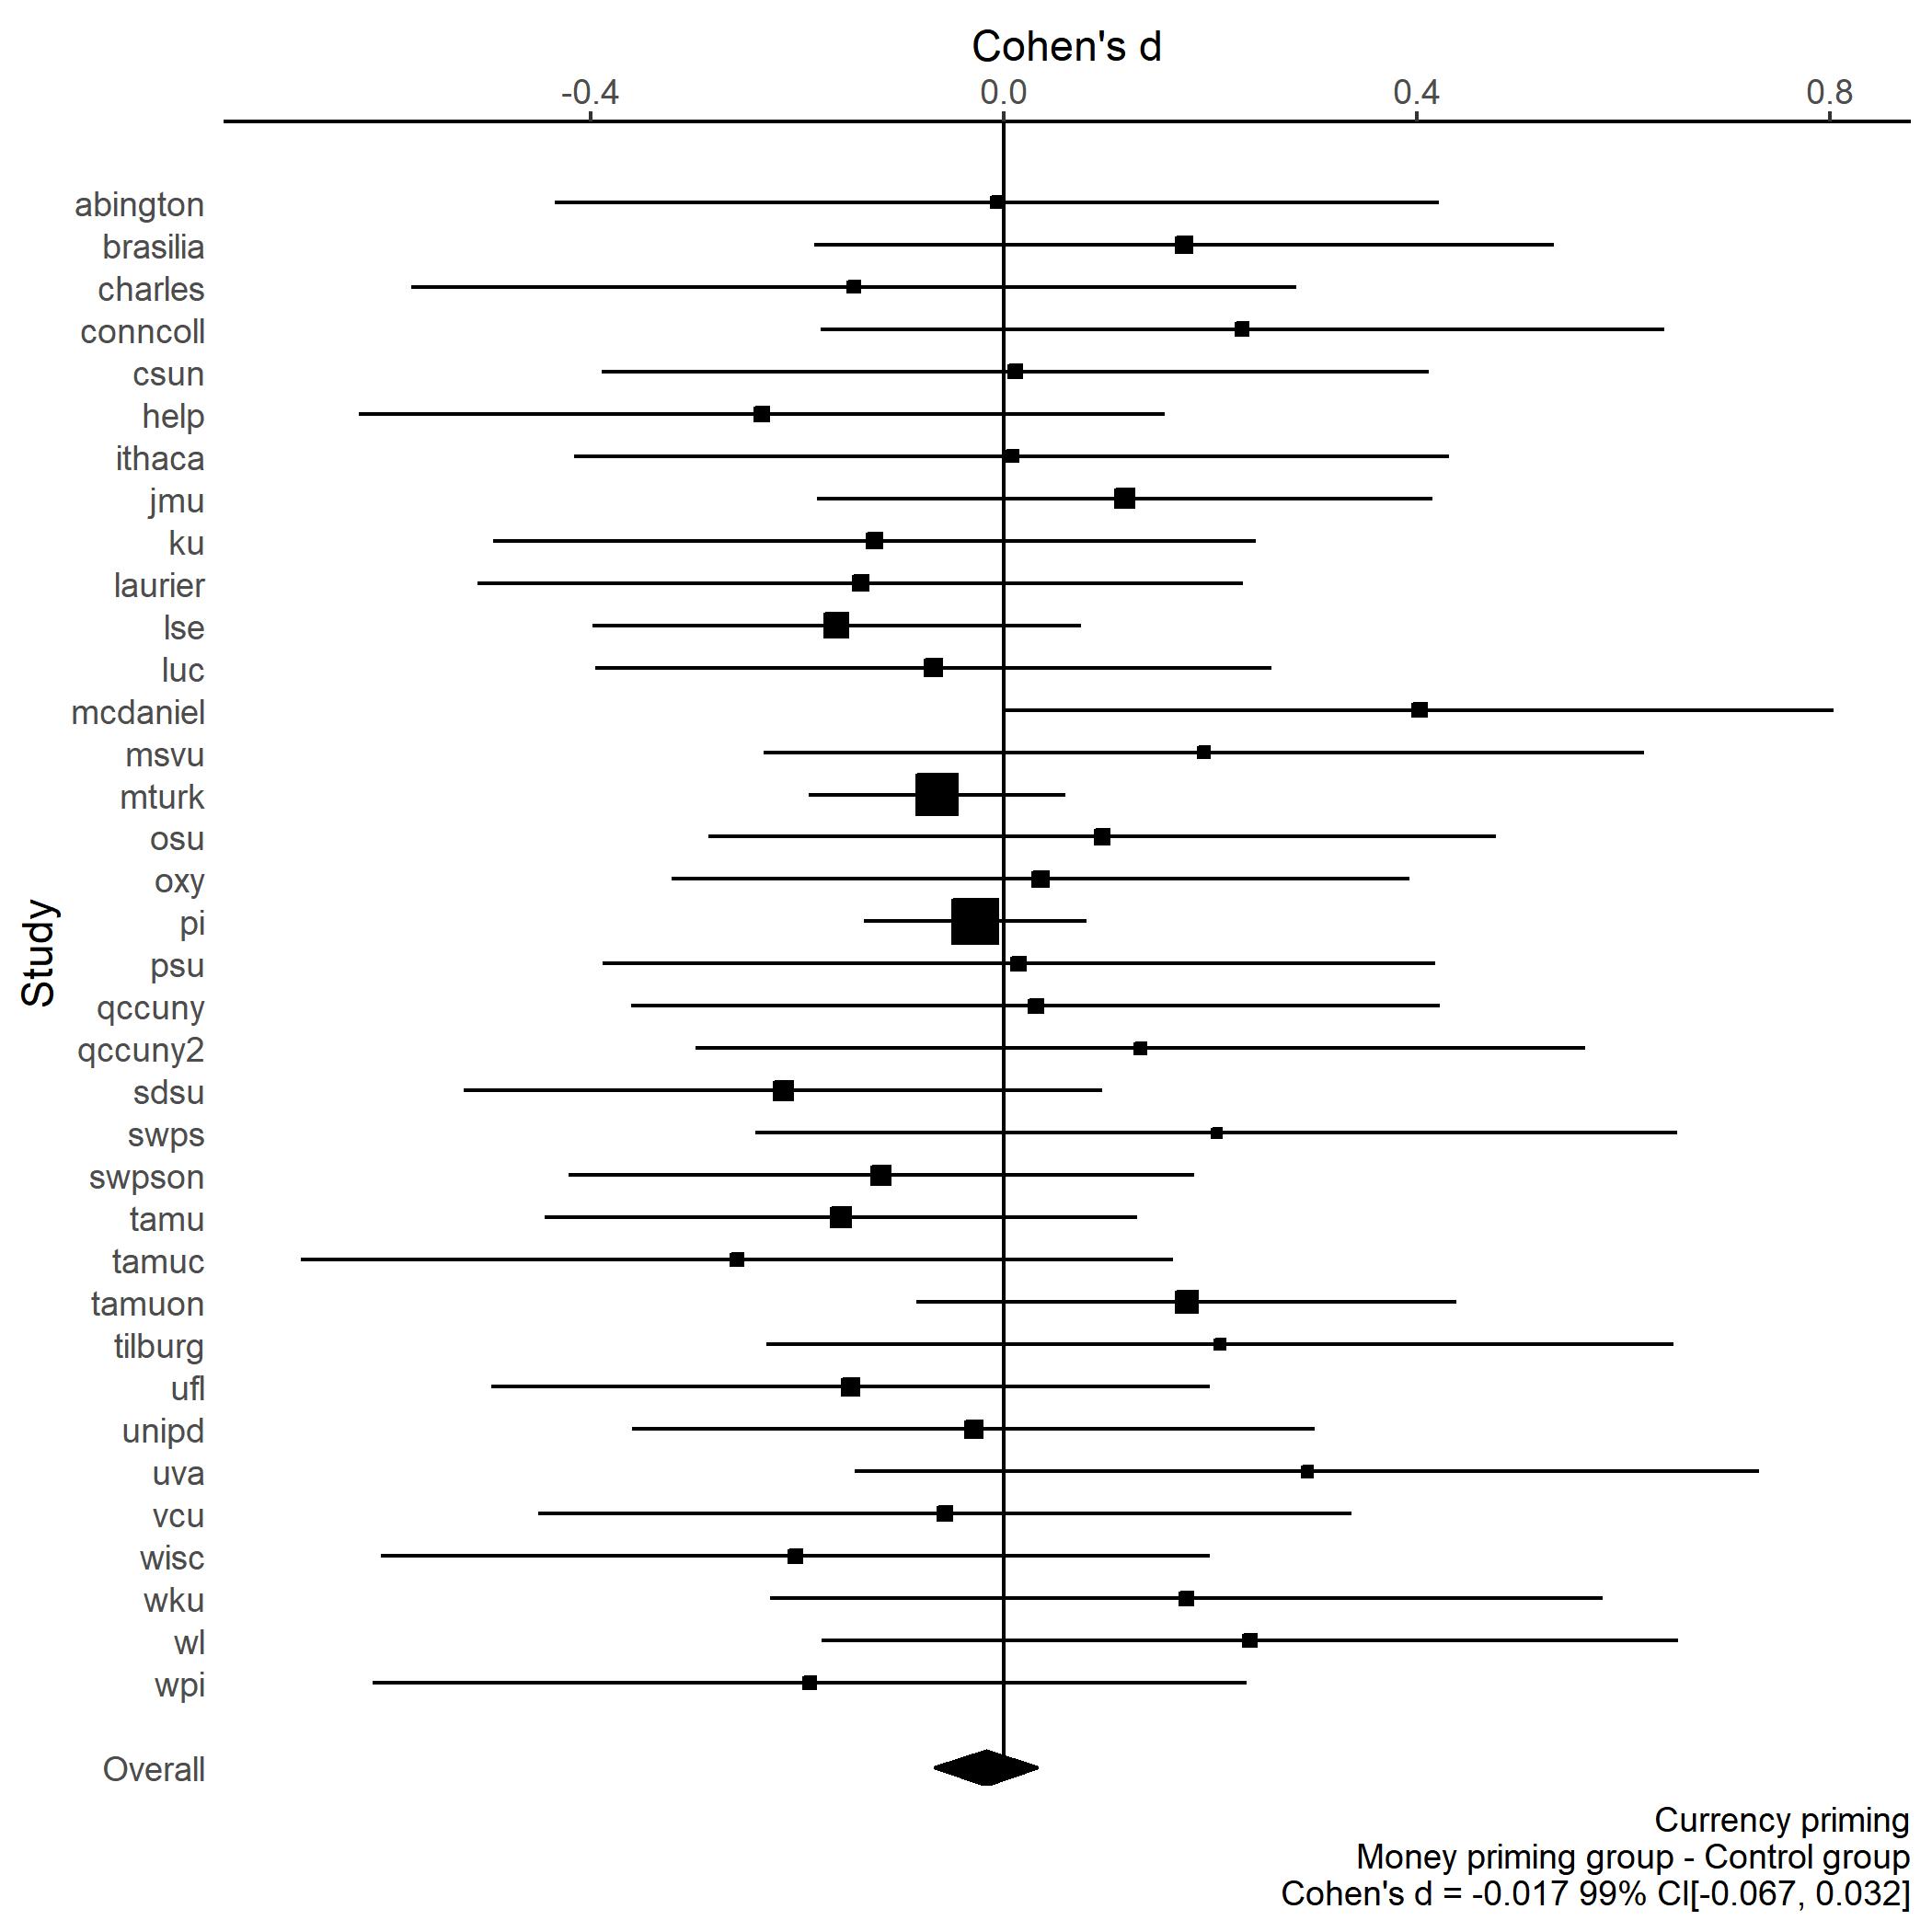 Cohen's d
-0.4 0.0 0.4 0.8
abington
brasilia
charles
conncoll
csun
help
ithaca
jmu
ku
laurier
lse
luc
mcdaniel
msvu
mturk
osu
oxy
pi
psu
qccuny
qccuny2
sdsu
swps
swpson
tamu
tamuc
tamuon
tilburg
ufl
unipd
uva
vcu
wisc
wku
wl
wpi
Overall
Study
Currency priming
Money priming group - Control group
Cohen's d = -0.017 99% CI[-0.067, 0.032]